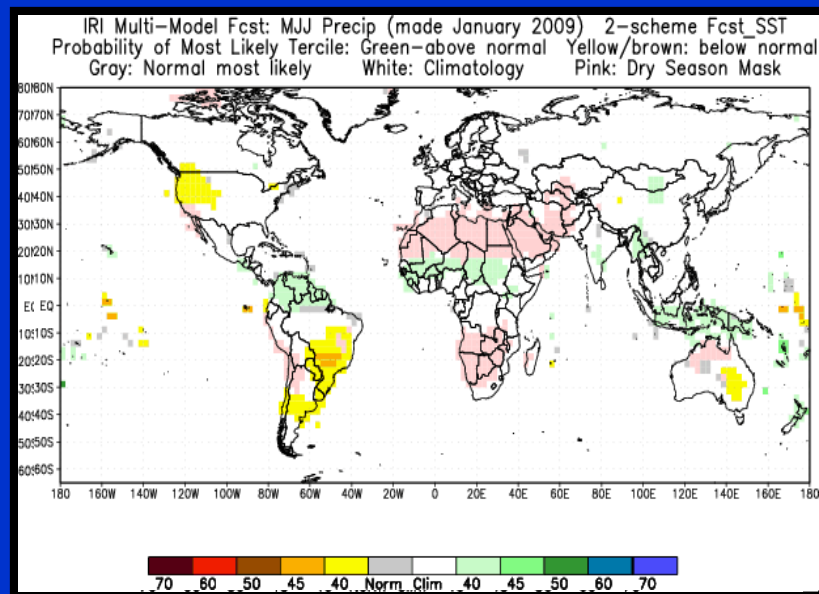 IRI Multi-Model Fcst: MJJ Precip (made January 2009) 2-scheme Fcst_SST
Probability of Most Likely Tercile: Green-above normal Yellow/brown: below normal
Gray: Normal most likely White: Climatology Pink: Dry Season Mask
80N
70N
60N
50N
40N
30N
20N
10N
EQ
10S
20S
30S
40S
50S
60S
180 160W 140W 120W 100W 80W 60W 40W 20W 0 20E 40E 60E 80E 100E 120E 140E 160E 180
70 60 50 45 40 Norm Clim 40 45 50 60 70